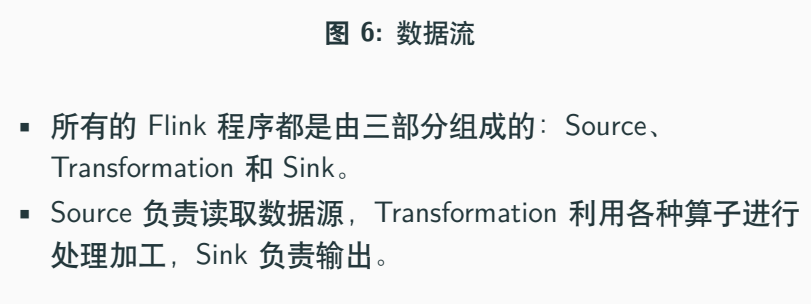 图 6: 数据流
▪ 所有的 Flink 程序都是由三部分组成的：Source、
Transformation 和 Sink。
▪ Source 负责读取数据源，Transformation 利用各种算子进行
处理加工，Sink 负责输出。